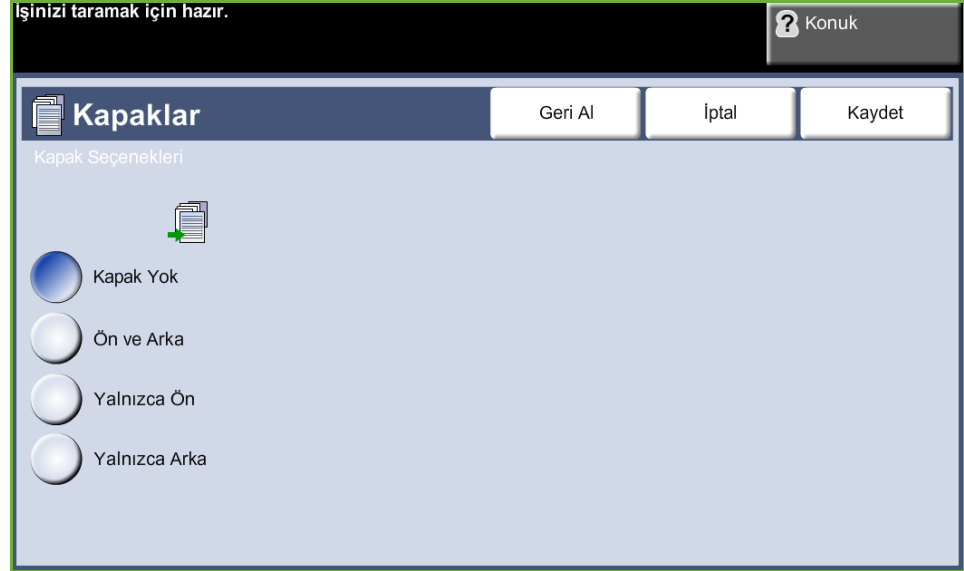 İşinizi taramak için hazır.
? Konuk
Kapaklar
Geri Al
İptal
Kaydet
Kapak Seçenekleri
Kapak Yok
Ön ve Arka
Yalnızca Ön
Yalnızca Arka